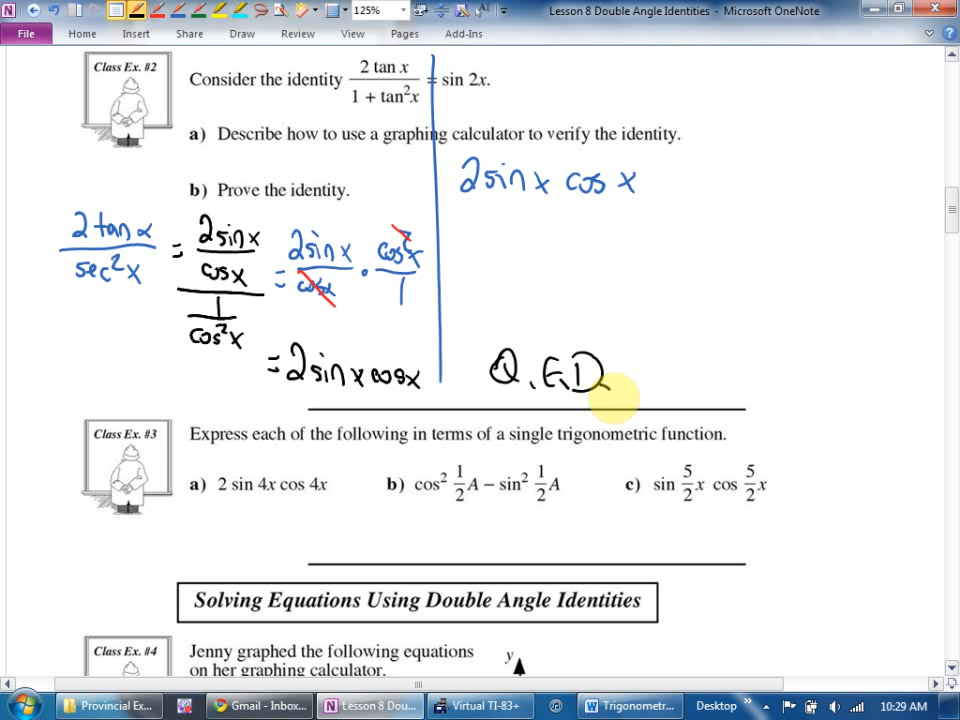 125%
Lesson 8 Double Angle Identities - Microsoft OneNote
File Home Insert Share Draw Review View Pages Add-Ins
Class Ex. #2
Consider the identity 2 tan x / 1 + tan²x = sin 2x.
a) Describe how to use a graphing calculator to verify the identity.
2sin x cos x
b) Prove the identity.
2 tan x / sec²x = (2sin x / cos x) / (1 / cos²x) = 2sin x / cos x · cos²x / 1
= 2sin x cos x
Q.E.D.
Class Ex. #3
Express each of the following in terms of a single trigonometric function.
a) 2 sin 4x cos 4x b) cos² 1/2 A – sin² 1/2 A c) sin 5/2 x cos 5/2 x
Solving Equations Using Double Angle Identities
Class Ex. #4
Jenny graphed the following equations
on her graphing calculator.
y
Provincial Ex... Gmail - Inbox... Lesson 8 Dou... Virtual TI-83+ Trigonometr... Desktop » 10:29 AM